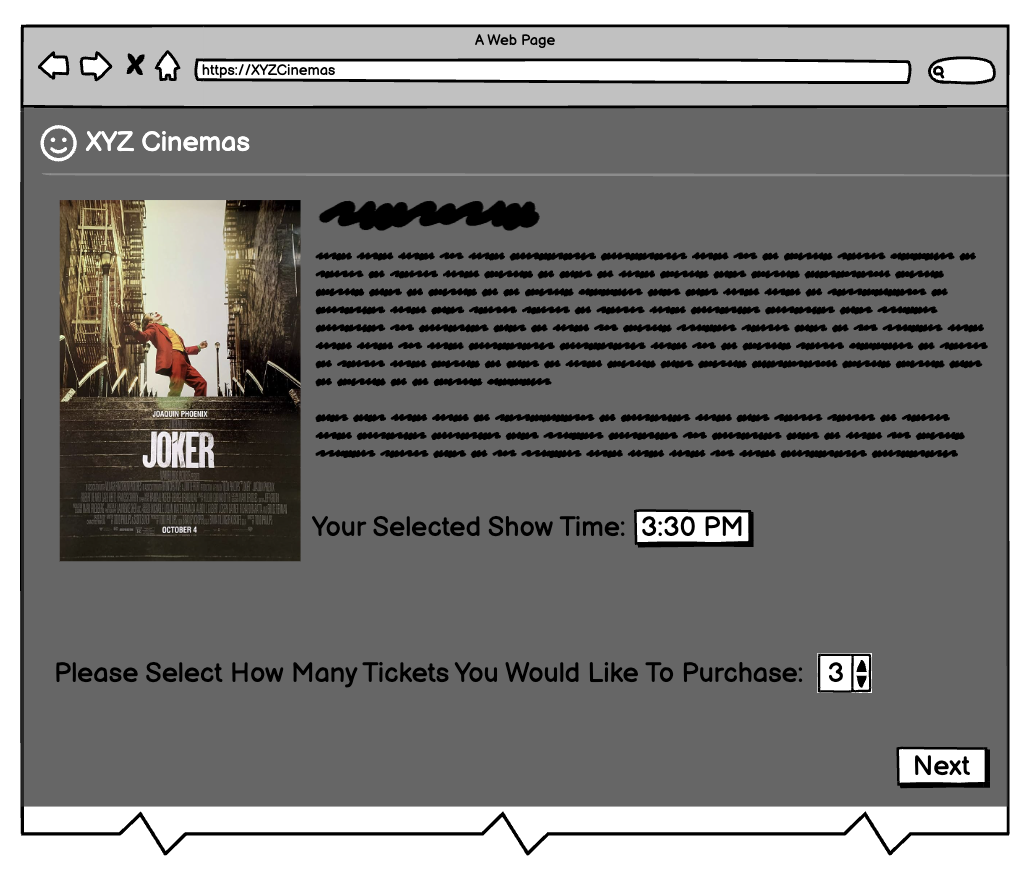 A Web Page
https://XYZCinemas
XYZ Cinemas
JOAQUIN PHOENIX
JOKER
OCTOBER 4
Your Selected Show Time: 3:30 PM
Please Select How Many Tickets You Would Like To Purchase: 3
Next